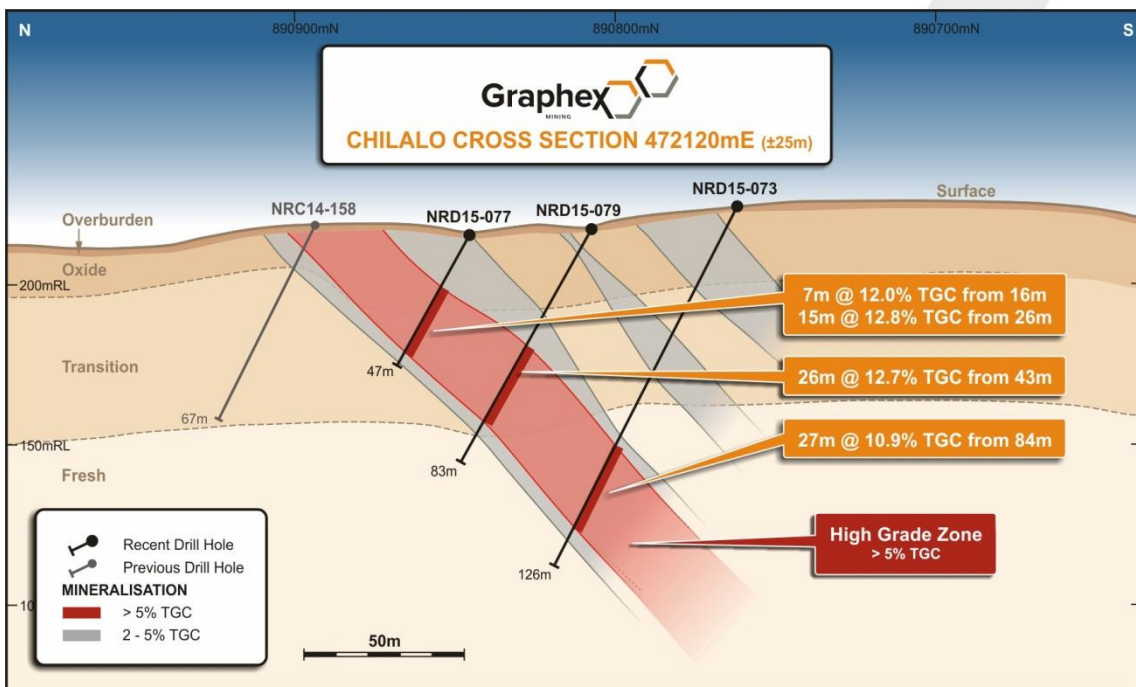 N
890900mN
890800mN
890700mN
S
Graphex
MINING
CHILALO CROSS SECTION 472120mE (±25m)
NRC14-158
NRD15-077
NRD15-079
NRD15-073
Surface
Overburden
Oxide
200mRL
7m @ 12.0% TGC from 16m
15m @ 12.8% TGC from 26m
Transition
47m
26m @ 12.7% TGC from 43m
67m
150mRL
27m @ 10.9% TGC from 84m
83m
Fresh
High Grade Zone
> 5% TGC
126m
Recent Drill Hole
Previous Drill Hole
MINERALISATION
> 5% TGC
2 - 5% TGC
50m